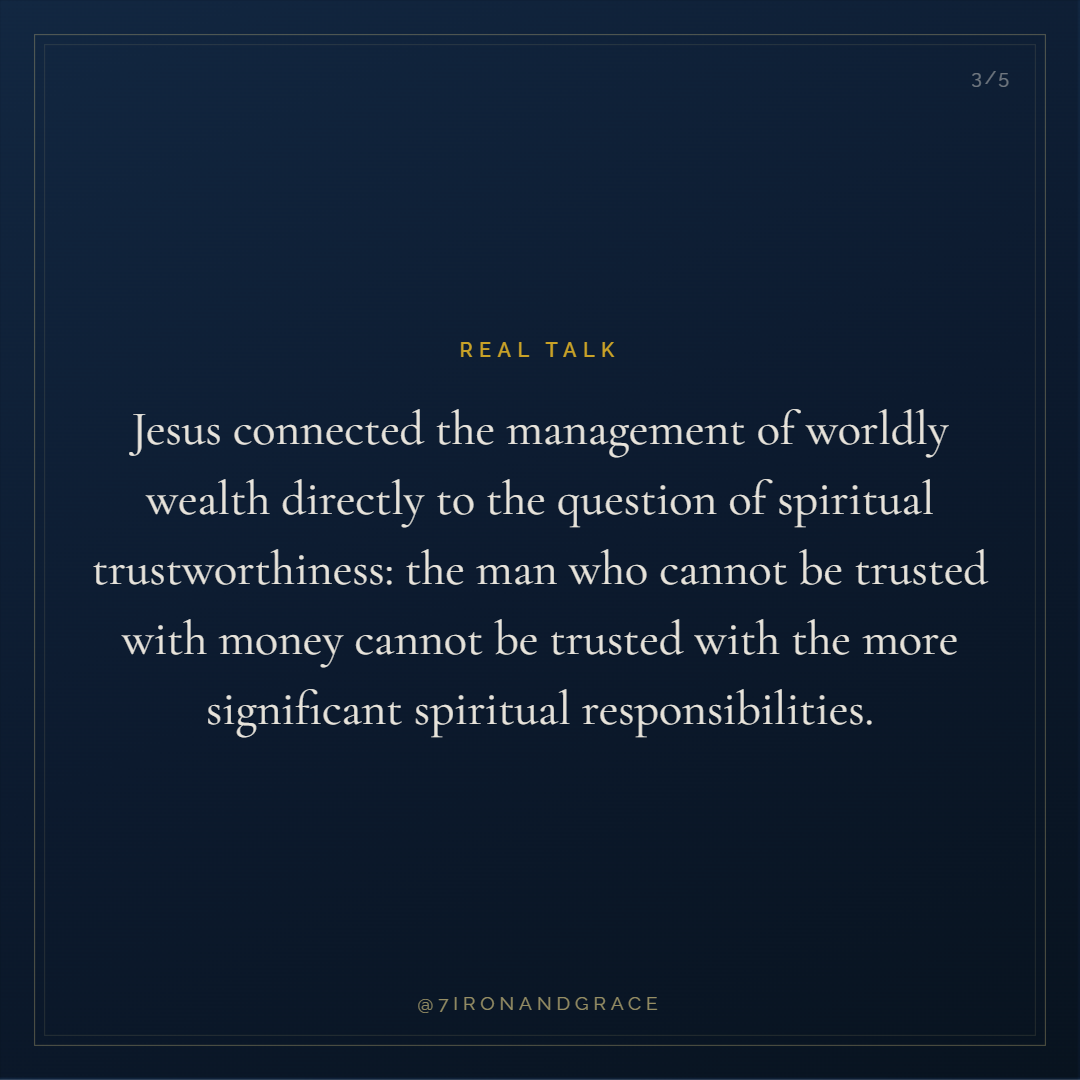 3/5
REAL TALK
Jesus connected the management of worldly
wealth directly to the question of spiritual
trustworthiness: the man who cannot be trusted
with money cannot be trusted with the more
significant spiritual responsibilities.
@7IRONANDGRACE